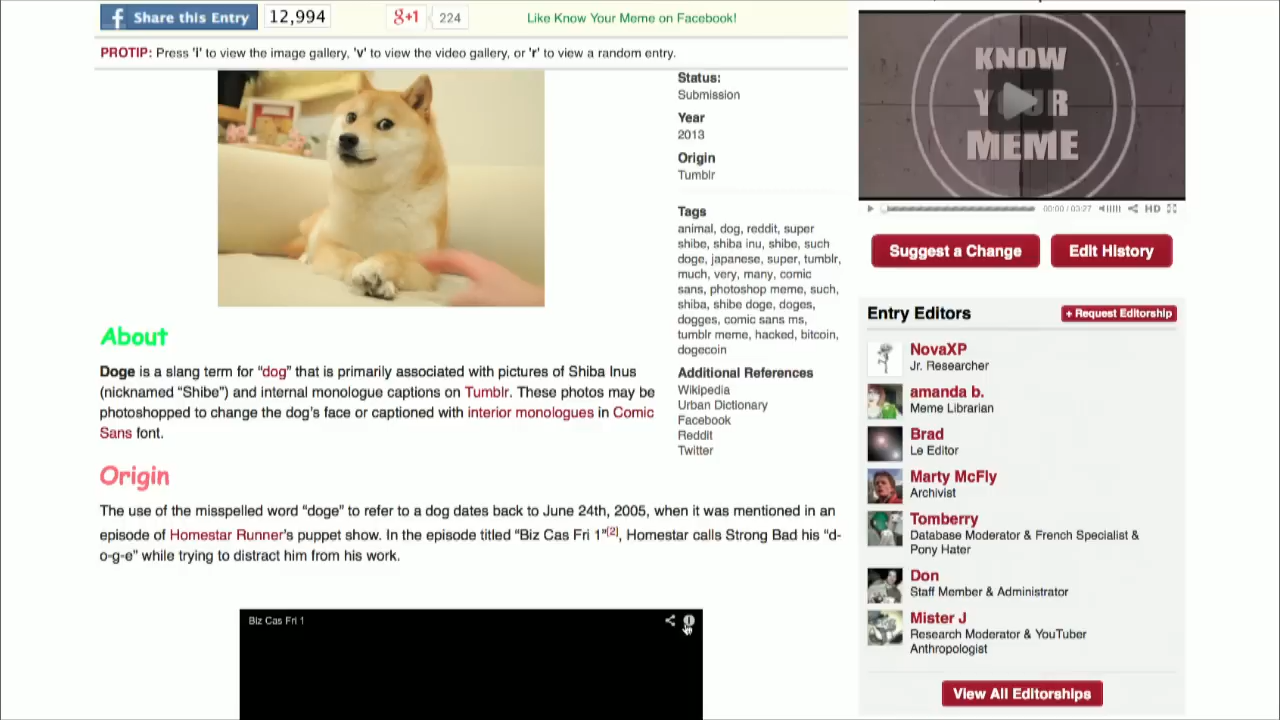 Share this Entry
12,994
g+1
224
Like Know Your Meme on Facebook!
PROTIP: Press 'i' to view the image gallery, 'v' to view the video gallery, or 'r' to view a random entry.
Status:
Submission
Year
2013
Origin
Tumblr
Tags
animal, dog, reddit, super
shibe, shiba inu, shibe, such
doge, japanese, super, tumblr,
much, very, many, comic
sans, photoshop meme, such,
shiba, shibe doge, doges,
dogges, comic sans ms,
tumblr meme, hacked, bitcoin,
dogecoin
Additional References
Wikipedia
Urban Dictionary
Facebook
Reddit
Twitter
About
Doge is a slang term for “dog” that is primarily associated with pictures of Shiba Inus
(nicknamed “Shibe”) and internal monologue captions on Tumblr. These photos may be
photoshopped to change the dog’s face or captioned with interior monologues in Comic
Sans font.
Origin
The use of the misspelled word “doge” to refer to a dog dates back to June 24th, 2005, when it was mentioned in an
episode of Homestar Runner’s puppet show. In the episode titled “Biz Cas Fri 1”[2], Homestar calls Strong Bad his “d-
o-g-e” while trying to distract him from his work.
Biz Cas Fri 1
KNOW
YOUR
MEME
00:00 / 03:27
HD
Suggest a Change
Edit History
Entry Editors
+ Request Editorship
NovaXP
Jr. Researcher
amanda b.
Meme Librarian
Brad
Le Editor
Marty McFly
Archivist
Tomberry
Database Moderator & French Specialist &
Pony Hater
Don
Staff Member & Administrator
Mister J
Research Moderator & YouTuber
Anthropologist
View All Editorships